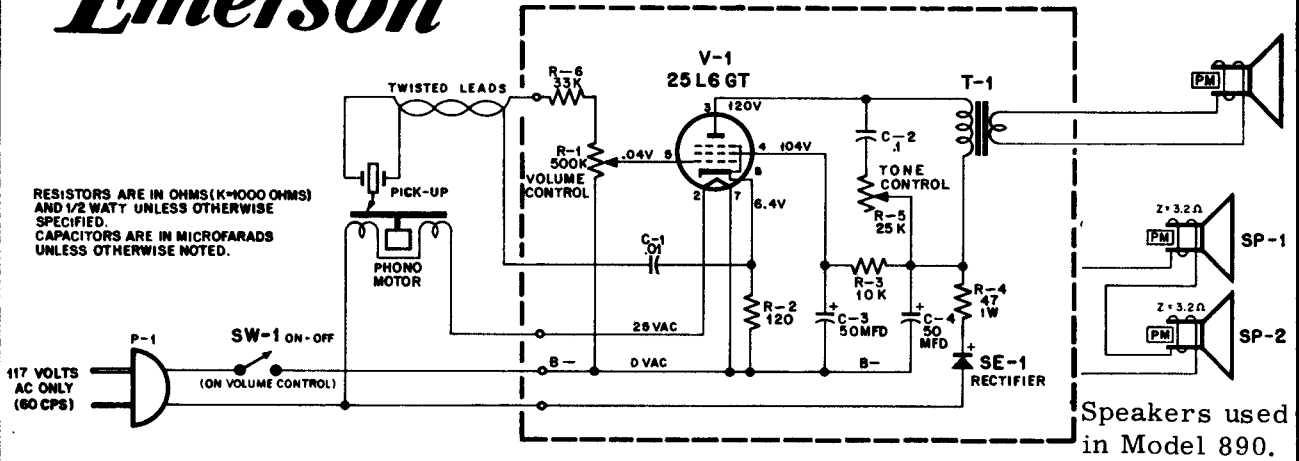 Emerson
TWISTED LEADS
R-6
33K
V-1
25L6 GT
3
120V
T-1
PM
R-1
500K
VOLUME
CONTROL
.04V
5
4
104V
8
2
7
6.4V
C-2
.1
TONE
CONTROL
R-5
25 K
RESISTORS ARE IN OHMS (K=1000 OHMS)
AND 1/2 WATT UNLESS OTHERWISE
SPECIFIED.
CAPACITORS ARE IN MICROFARADS
UNLESS OTHERWISE NOTED.
PICK-UP
PHONO
MOTOR
C-1
.01
R-2
120
R-3
10K
C-3
50MFD
C-4
50
MFD
R-4
47
1W
Z=3.2Ω
PM
SP-1
Z=3.2Ω
PM
SP-2
P-1
SW-1 ON-OFF
(ON VOLUME CONTROL)
25 VAC
B-
0 VAC
B-
SE-1
RECTIFIER
117 VOLTS
AC ONLY
(60 CPS)
Speakers used
in Model 890.